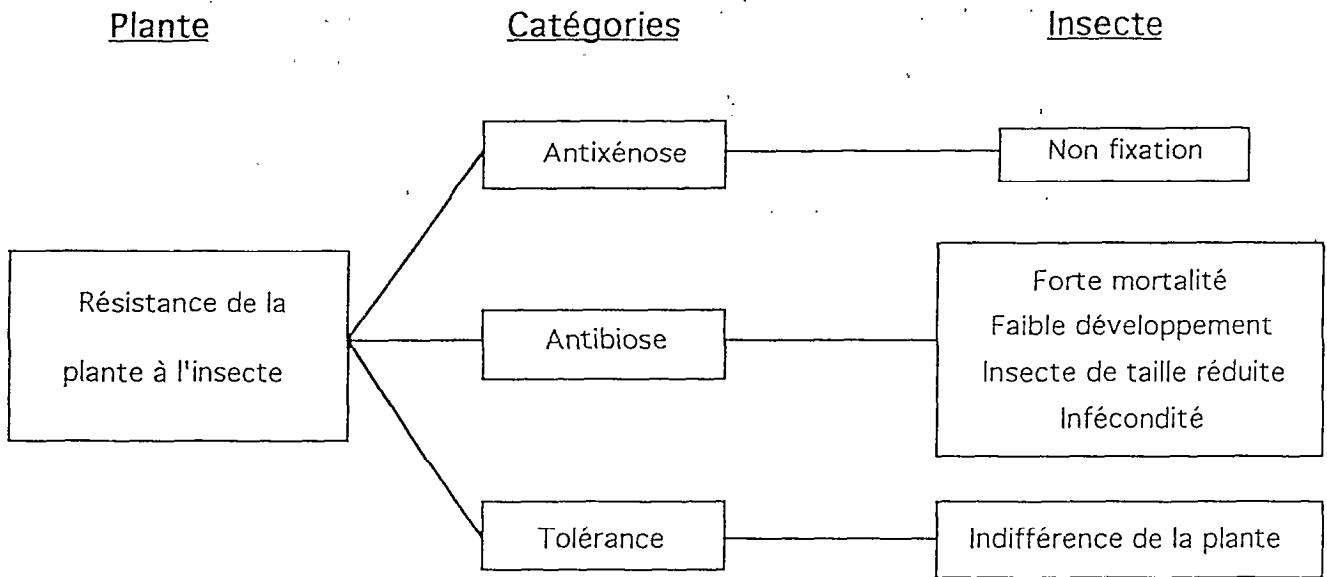 Plante
Catégories
Insecte
Antixénose
Non fixation
Résistance de la
plante à l'insecte
Antibiose
Forte mortalité
Faible développement
Insecte de taille réduite
Infécondité
Tolérance
Indifférence de la plante